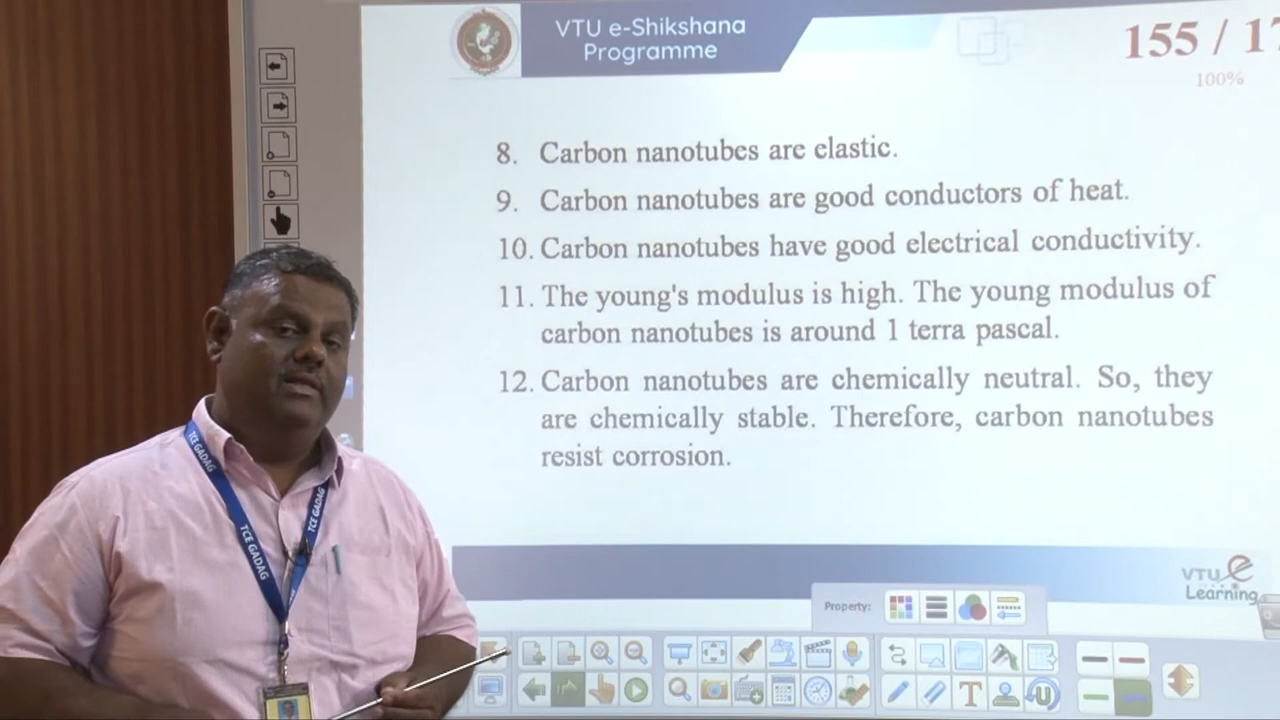 VTU e-Shikshana
Programme
155 / 17
100%
8. Carbon nanotubes are elastic.
9. Carbon nanotubes are good conductors of heat.
10. Carbon nanotubes have good electrical conductivity.
11. The young's modulus is high. The young modulus of
carbon nanotubes is around 1 terra pascal.
12. Carbon nanotubes are chemically neutral. So, they
are chemically stable. Therefore, carbon nanotubes
resist corrosion.
TCE GADAG
TCE GADAG
TCE GADAG
VTU e
Learning
Property: